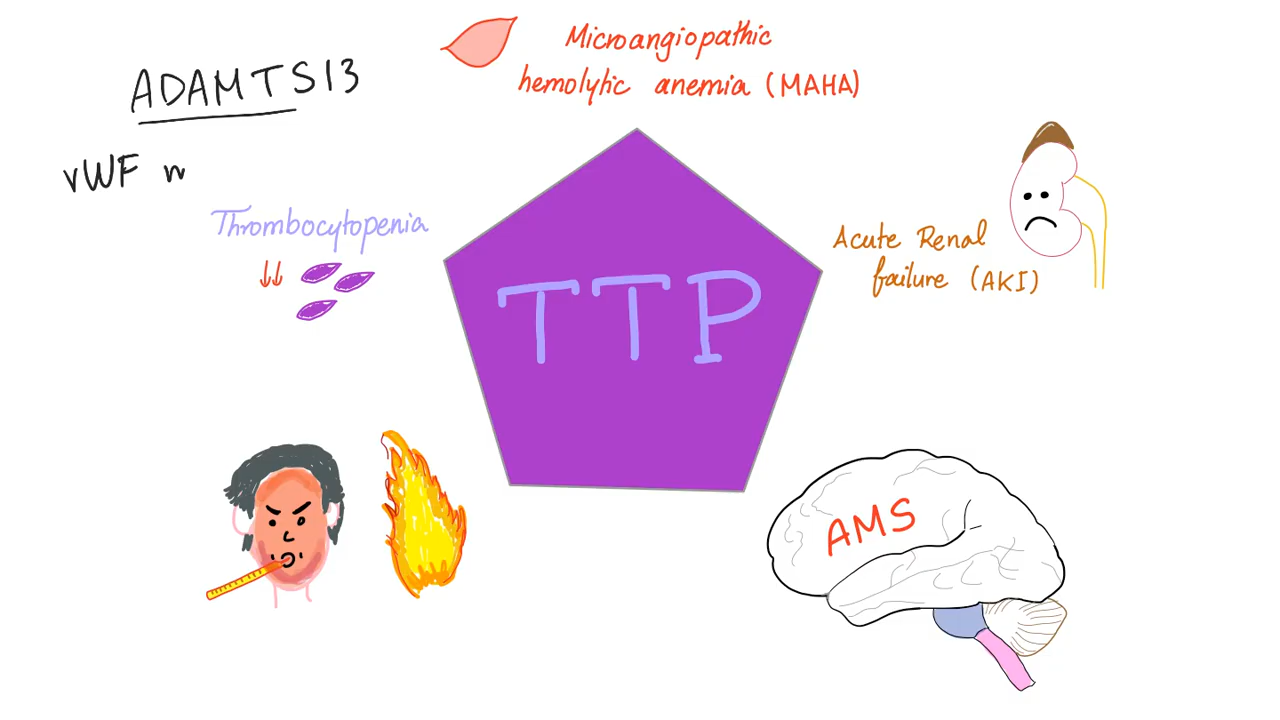 ADAMTS13
vWF
Microangiopathic
hemolytic anemia (MAHA)
Thrombocytopenia
Acute Renal
failure (AKI)
TTP
AMS